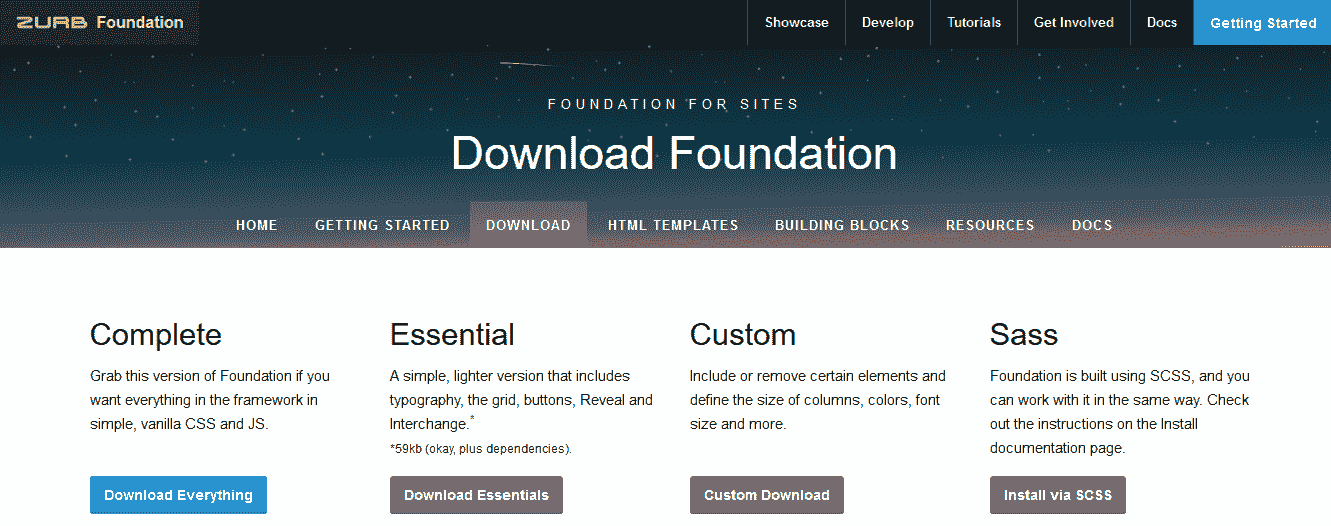 ZURB Foundation
Showcase
Develop
Tutorials
Get Involved
Docs
Getting Started
FOUNDATION FOR SITES
Download Foundation
HOME
GETTING STARTED
DOWNLOAD
HTML TEMPLATES
BUILDING BLOCKS
RESOURCES
DOCS
Complete
Grab this version of Foundation if you
want everything in the framework in
simple, vanilla CSS and JS.
Download Everything
Essential
A simple, lighter version that includes
typography, the grid, buttons, Reveal and
Interchange.*
*59kb (okay, plus dependencies).
Download Essentials
Custom
Include or remove certain elements and
define the size of columns, colors, font
size and more.
Custom Download
Sass
Foundation is built using SCSS, and you
can work with it in the same way. Check
out the instructions on the Install
documentation page.
Install via SCSS